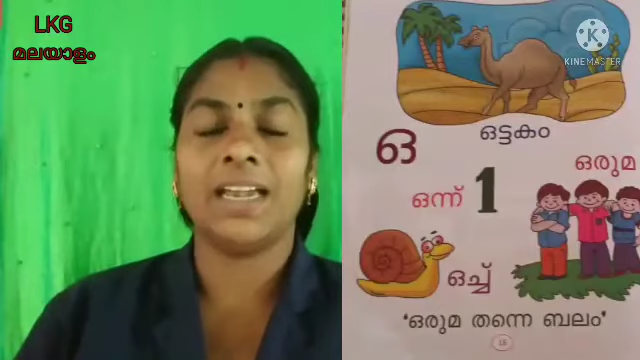 LKG
മലയാളം
KINEMASTER
ഒട്ടകം
ഒ
ഒരുമ
ഒന്ന് 1
ഒച്ച്
'ഒരുമ തന്നെ ബലം'